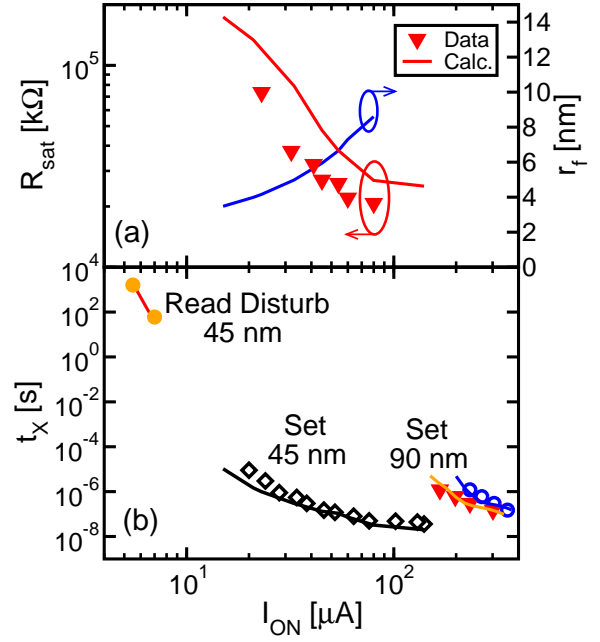 14
12
10
8
6
4
2
0
r_f [nm]
10^5
R_sat [kΩ]
Data
Calc.
(a)
10^4
10^2
10^0
10^-2
10^-4
10^-6
10^-8
t_X [s]
Read Disturb
45 nm
Set
45 nm
Set
90 nm
(b)
10^1
10^2
I_ON [μA]